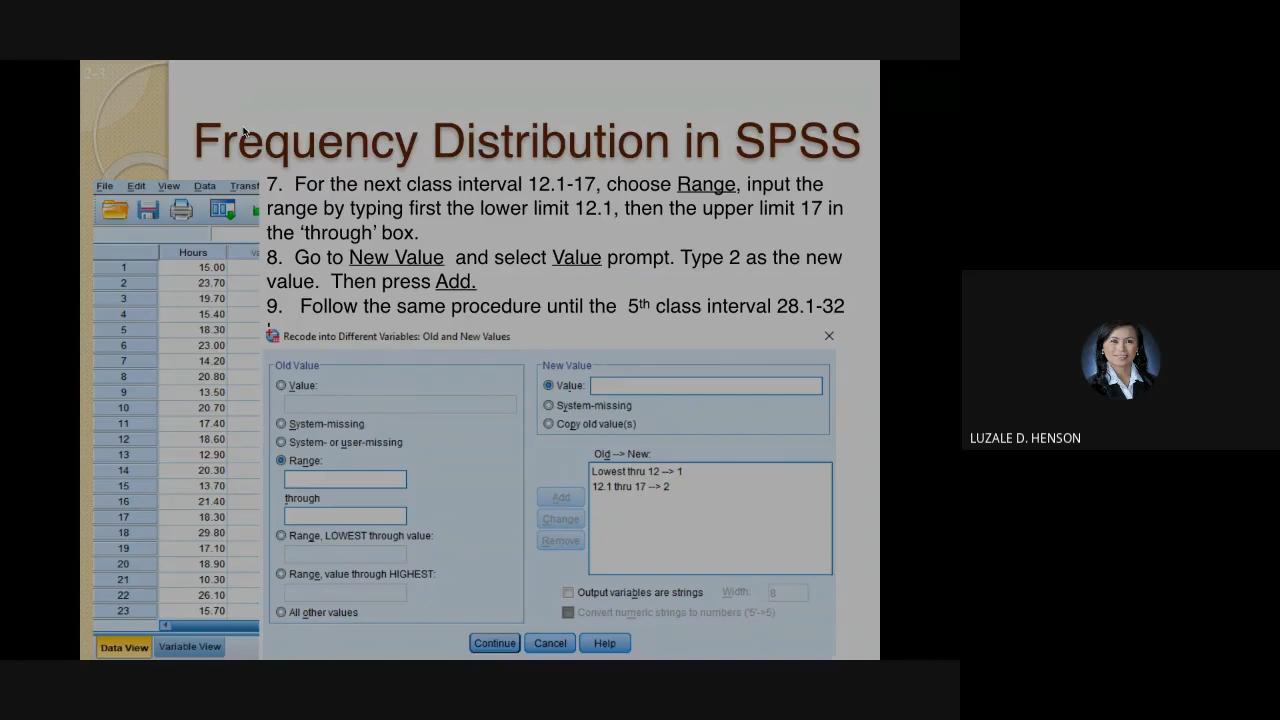 2-3
Frequency Distribution in SPSS
7. For the next class interval 12.1-17, choose Range, input the
range by typing first the lower limit 12.1, then the upper limit 17 in
the ‘through’ box.
8. Go to New Value and select Value prompt. Type 2 as the new
value. Then press Add.
9. Follow the same procedure until the 5th class interval 28.1-32
File Edit View Data Transf
Hours va
1 15.00
2 23.70
3 19.70
4 15.40
5 18.30
6 23.00
7 14.20
8 20.80
9 13.50
10 20.70
11 17.40
12 18.60
13 12.90
14 20.30
15 13.70
16 21.40
17 18.30
18 29.80
19 17.10
20 18.90
21 10.30
22 26.10
23 15.70
Data View Variable View
Recode into Different Variables: Old and New Values
Old Value
Value:
System-missing
System- or user-missing
Range:
through
Range, LOWEST through value:
Range, value through HIGHEST:
All other values
New Value
Value:
System-missing
Copy old value(s)
Old --> New:
Lowest thru 12 --> 1
12.1 thru 17 --> 2
Add
Change
Remove
Output variables are strings Width: 8
Convert numeric strings to numbers ('5'->5)
Continue Cancel Help
LUZALE D. HENSON